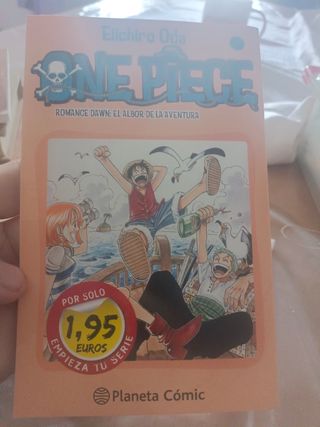 Eiichiro Oda
ONE PIECE
ROMANCE DAWN: EL ALBOR DE LA AVENTURA
POR SOLO
1,95
EUROS
EMPIEZA TU SERIE
Planeta Cómic